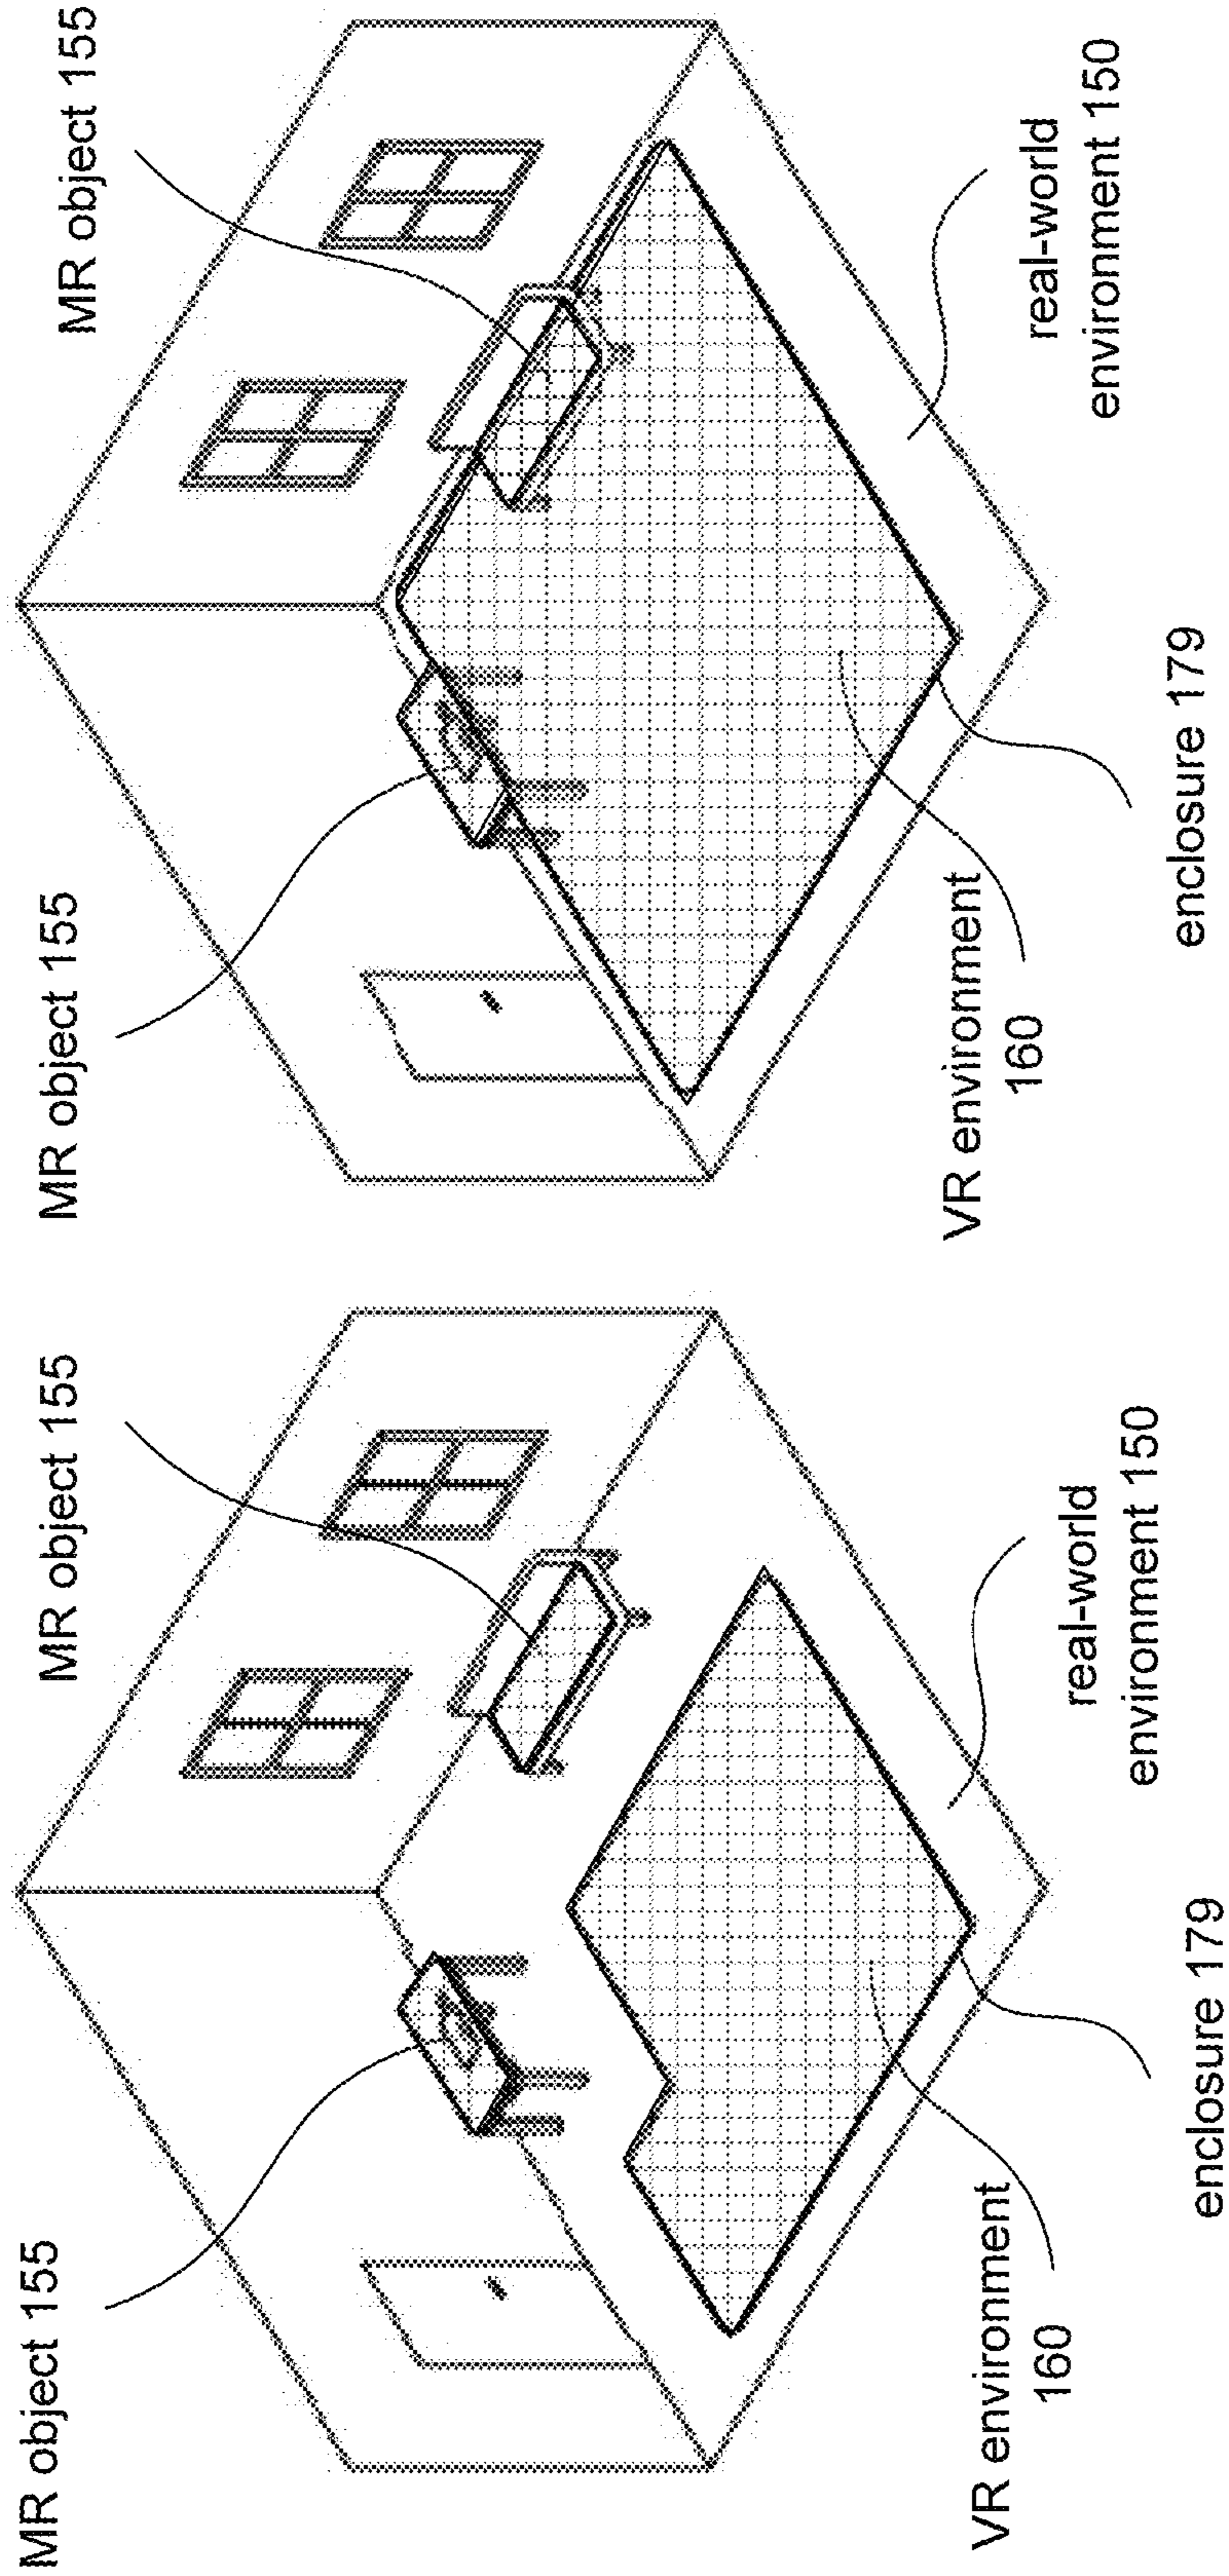 MR object 155
MR object 155
VR environment
160
enclosure 179
real-world
environment 150
MR object 155
MR object 155
VR environment
160
enclosure 179
real-world
environment 150